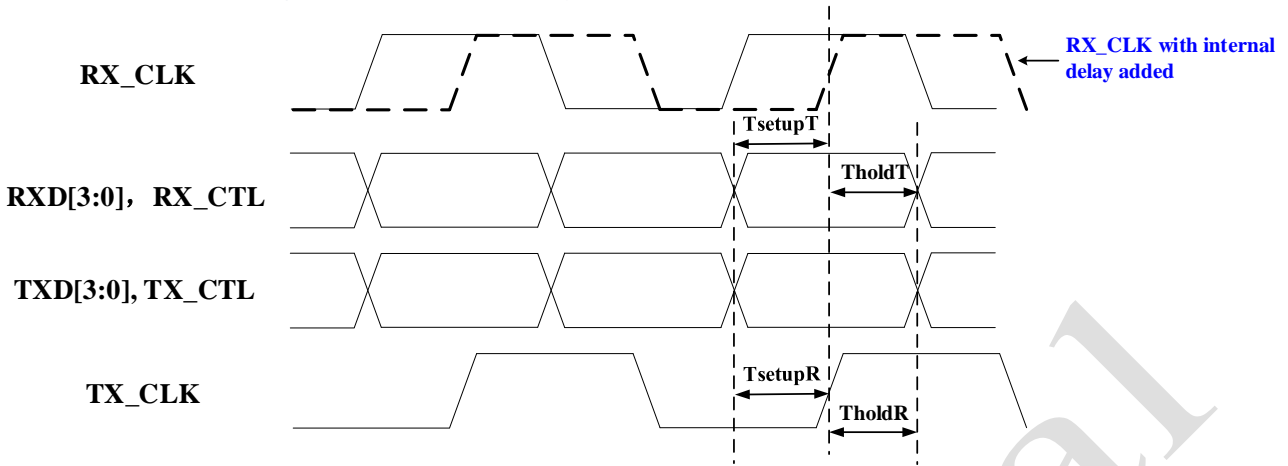 RX_CLK
RX_CLK with internal
delay added
TsetupT
RXD[3:0]，RX_CTL
TholdT
TXD[3:0], TX_CTL
TX_CLK
TsetupR
TholdR